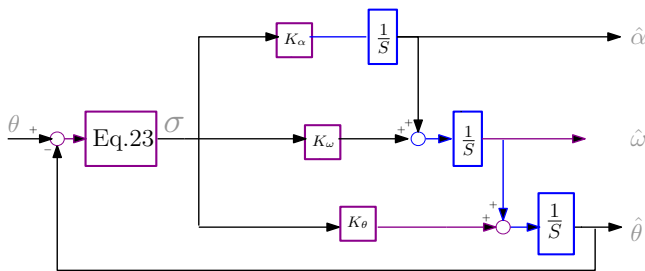 K_α
1/S
α̂
θ
+
−
Eq.23
σ
K_ω
+
+
1/S
ω̂
K_θ
+
+
1/S
θ̂